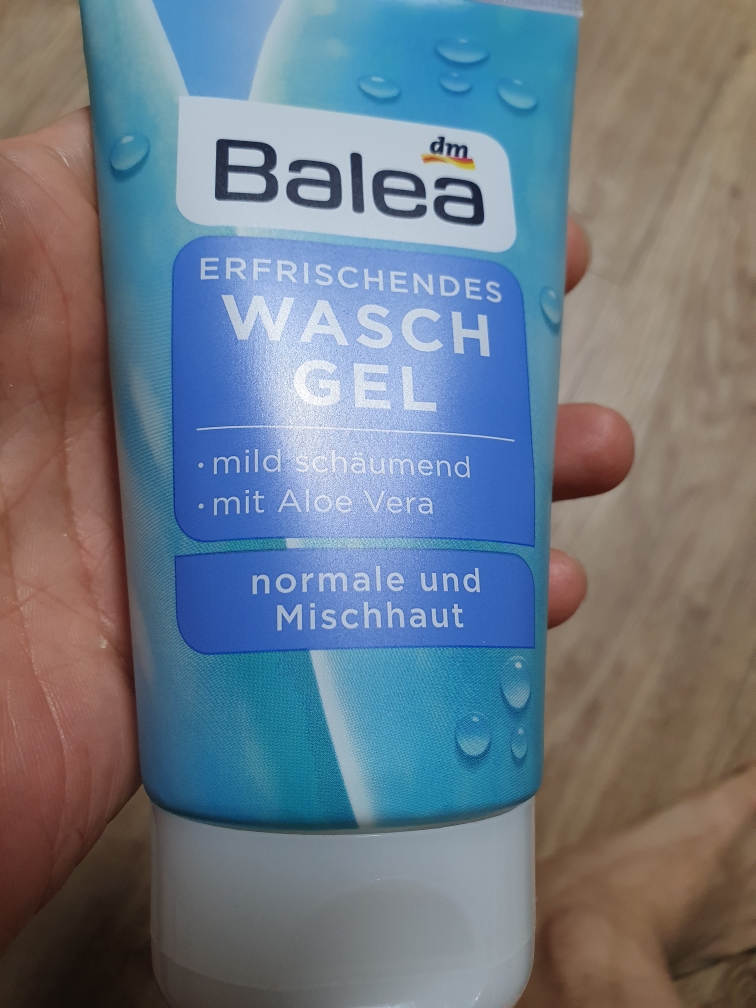 dm
Balea
ERFRISCHENDES
WASCH
GEL
• mild schäumend
• mit Aloe Vera
normale und
Mischhaut